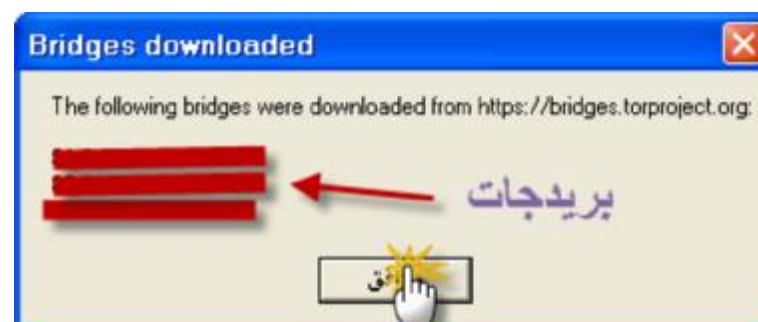 Bridges downloaded
The following bridges were downloaded from https://bridges.torproject.org:
بريدجات